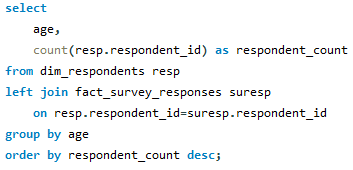 select
age,
count(resp.respondent_id) as respondent_count
from dim_respondents resp
left join fact_survey_responses suresp
on resp.respondent_id=suresp.respondent_id
group by age
order by respondent_count desc;